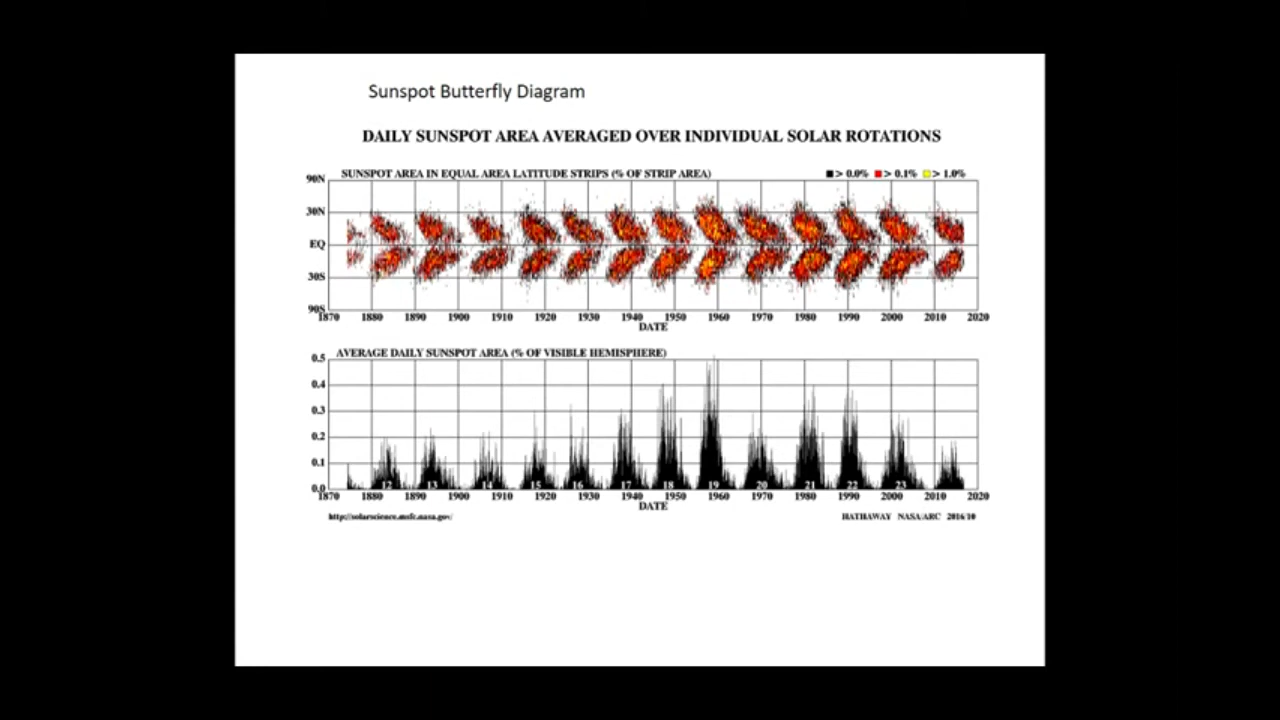 Sunspot Butterfly Diagram
DAILY SUNSPOT AREA AVERAGED OVER INDIVIDUAL SOLAR ROTATIONS
SUNSPOT AREA IN EQUAL AREA LATITUDE STRIPS (% OF STRIP AREA) > 0.0% > 0.1% > 1.0%
90N
30N
EQ
30S
90S
1870 1880 1890 1900 1910 1920 1930 1940 1950 1960 1970 1980 1990 2000 2010 2020
DATE
AVERAGE DAILY SUNSPOT AREA (% OF VISIBLE HEMISPHERE)
0.5
0.4
0.3
0.2
0.1
0.0
12 13 14 15 16 17 18 19 20 21 22 23
1870 1880 1890 1900 1910 1920 1930 1940 1950 1960 1970 1980 1990 2000 2010 2020
DATE
http://solarscience.msfc.nasa.gov/ HATHAWAY NASA/ARC 2016/10